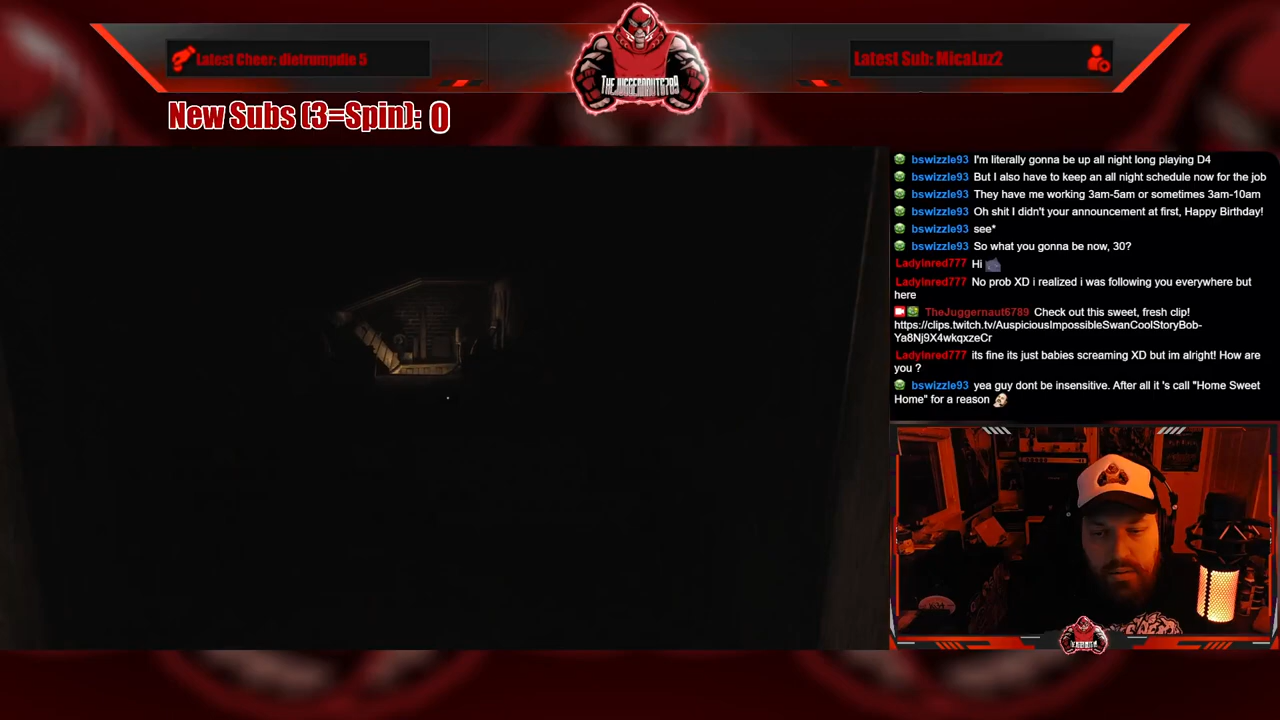 Latest Cheer: dietrumpdie 5
THEJUGGERNAUT6789
Latest Sub: MicaLuz2
New Subs (3=Spin): 0
bswizzle93 I'm literally gonna be up all night long playing D4
bswizzle93 But I also have to keep an all night schedule now for the job
bswizzle93 They have me working 3am-5am or sometimes 3am-10am
bswizzle93 Oh shit I didn't your announcement at first, Happy Birthday!
bswizzle93 see*
bswizzle93 So what you gonna be now, 30?
LadyInred777 Hi
LadyInred777 No prob XD i realized i was following you everywhere but
here
TheJuggernaut6789 Check out this sweet, fresh clip!
https://clips.twitch.tv/AuspiciousImpossibleSwanCoolStoryBob-
Ya8Nj9X4wkqxzeCr
LadyInred777 its fine its just babies screaming XD but im alright! How are
you ?
bswizzle93 yea guy dont be insensitive. After all it 's call "Home Sweet
Home" for a reason